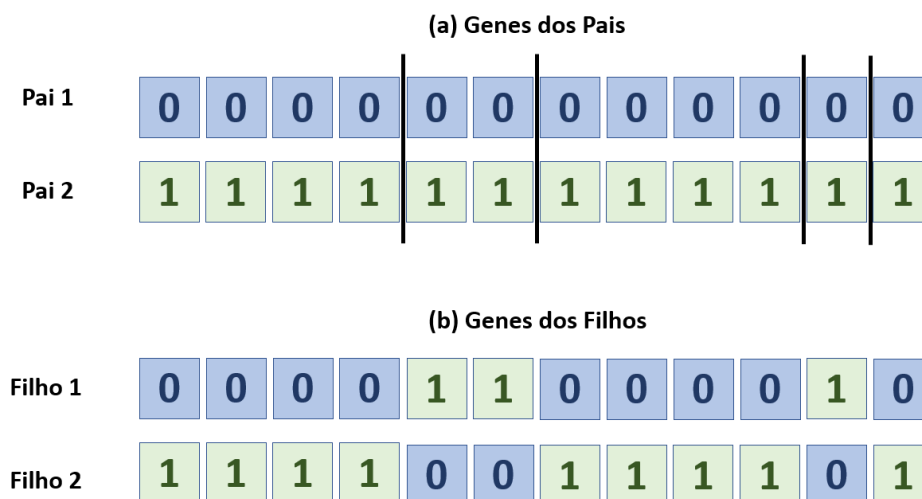 (a) Genes dos Pais
Pai 1 0 0 0 0 0 0 0 0 0 0 0 0
Pai 2 1 1 1 1 1 1 1 1 1 1 1 1
(b) Genes dos Filhos
Filho 1 0 0 0 0 1 1 0 0 0 0 1 0
Filho 2 1 1 1 1 0 0 1 1 1 1 0 1